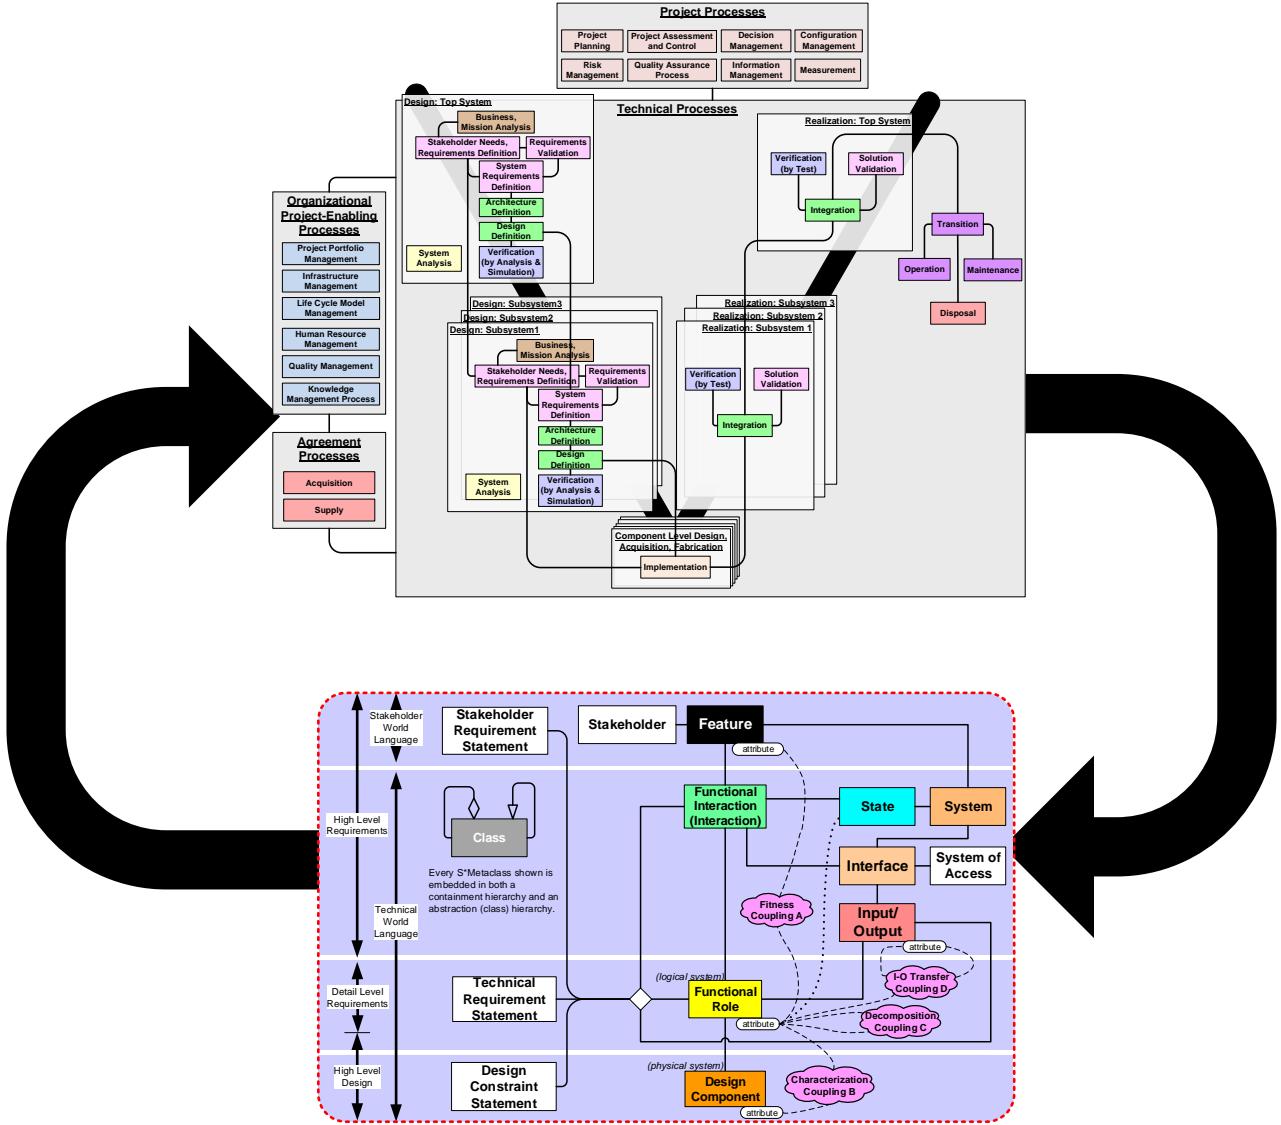 Project Processes
Project
Planning
Project Assessment
and Control
Decision
Management
Configuration
Management
Risk
Management
Quality Assurance
Process
Information
Management
Measurement
Technical Processes
Design: Top System
Business,
Mission Analysis
Stakeholder Needs,
Requirements Definition
Requirements
Validation
System
Requirements
Definition
Architecture
Definition
Design
Definition
Verification
(by Analysis &
Simulation)
System
Analysis
Realization: Top System
Verification
(by Test)
Solution
Validation
Integration
Transition
Operation
Maintenance
Disposal
Organizational
Project-Enabling
Processes
Project Portfolio
Management
Infrastructure
Management
Life Cycle Model
Management
Human Resource
Management
Quality Management
Knowledge
Management Process
Agreement
Processes
Acquisition
Supply
Design: Subsystem3
Design: Subsystem2
Design: Subsystem1
Business,
Mission Analysis
Stakeholder Needs,
Requirements Definition
Requirements
Validation
System
Requirements
Definition
Architecture
Definition
Design
Definition
Verification
(by Analysis &
Simulation)
System
Analysis
Realization: Subsystem 3
Realization: Subsystem 2
Realization: Subsystem 1
Verification
(by Test)
Solution
Validation
Integration
Component Level Design,
Acquisition, Fabrication
Implementation
Stakeholder
World
Language
High Level
Requirements
Technical
World
Language
Detail Level
Requirements
High Level
Design
Stakeholder
Requirement
Statement
Stakeholder
Feature
attribute
Class
Every S*Metaclass shown is
embedded in both a
containment hierarchy and an
abstraction (class) hierarchy.
Functional
Interaction
(Interaction)
State
System
Interface
System of
Access
Fitness
Coupling A
Input/
Output
attribute
I-O Transfer
Coupling D
Technical
Requirement
Statement
(logical system)
Functional
Role
attribute
Decomposition
Coupling C
Design
Constraint
Statement
(physical system)
Design
Component
attribute
Characterization
Coupling B